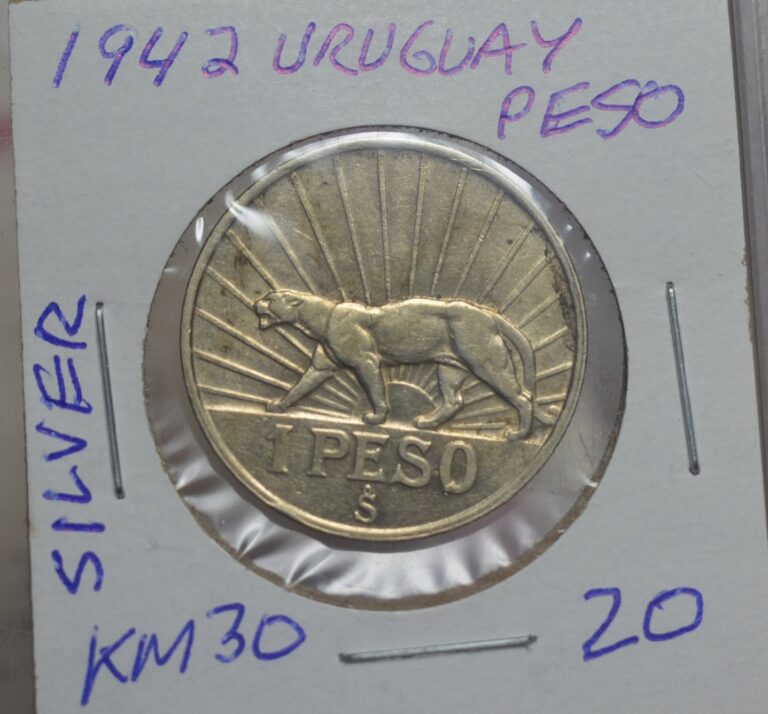 1942 URUGUAY
PESO
SILVER
1 PESO
S
KM30
20